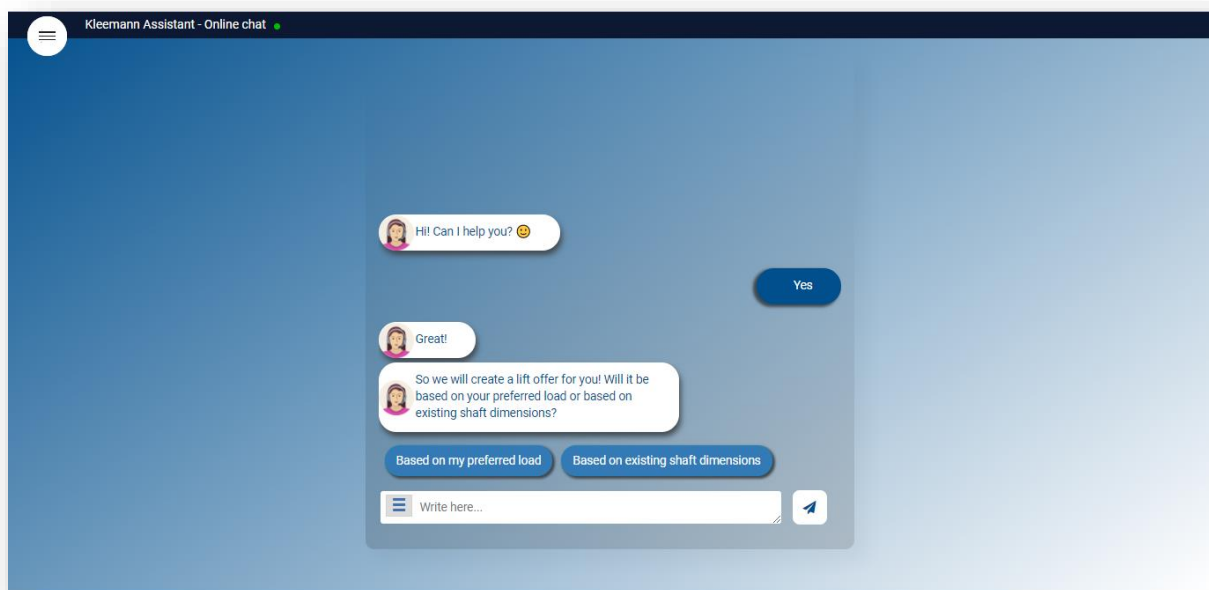 Kleemann Assistant - Online chat
Hi! Can I help you? 🙂
Yes
Great!
So we will create a lift offer for you! Will it be
based on your preferred load or based on
existing shaft dimensions?
Based on my preferred load
Based on existing shaft dimensions
Write here...